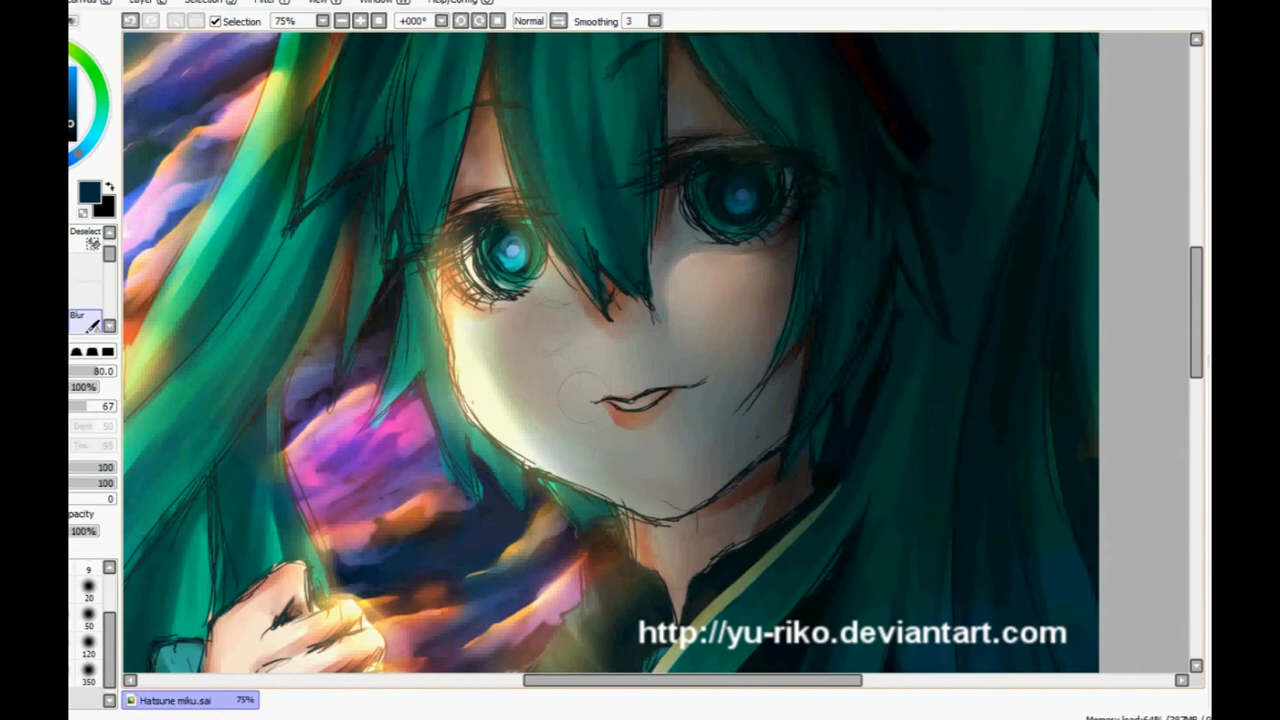 Selection 75% +000° Normal Smoothing 3
Deselect
Blur
80.0
100%
67
100
100
0
pacity
100%
9
20
50
120
350
http://yu-riko.deviantart.com
Hatsune miku.sai 75%